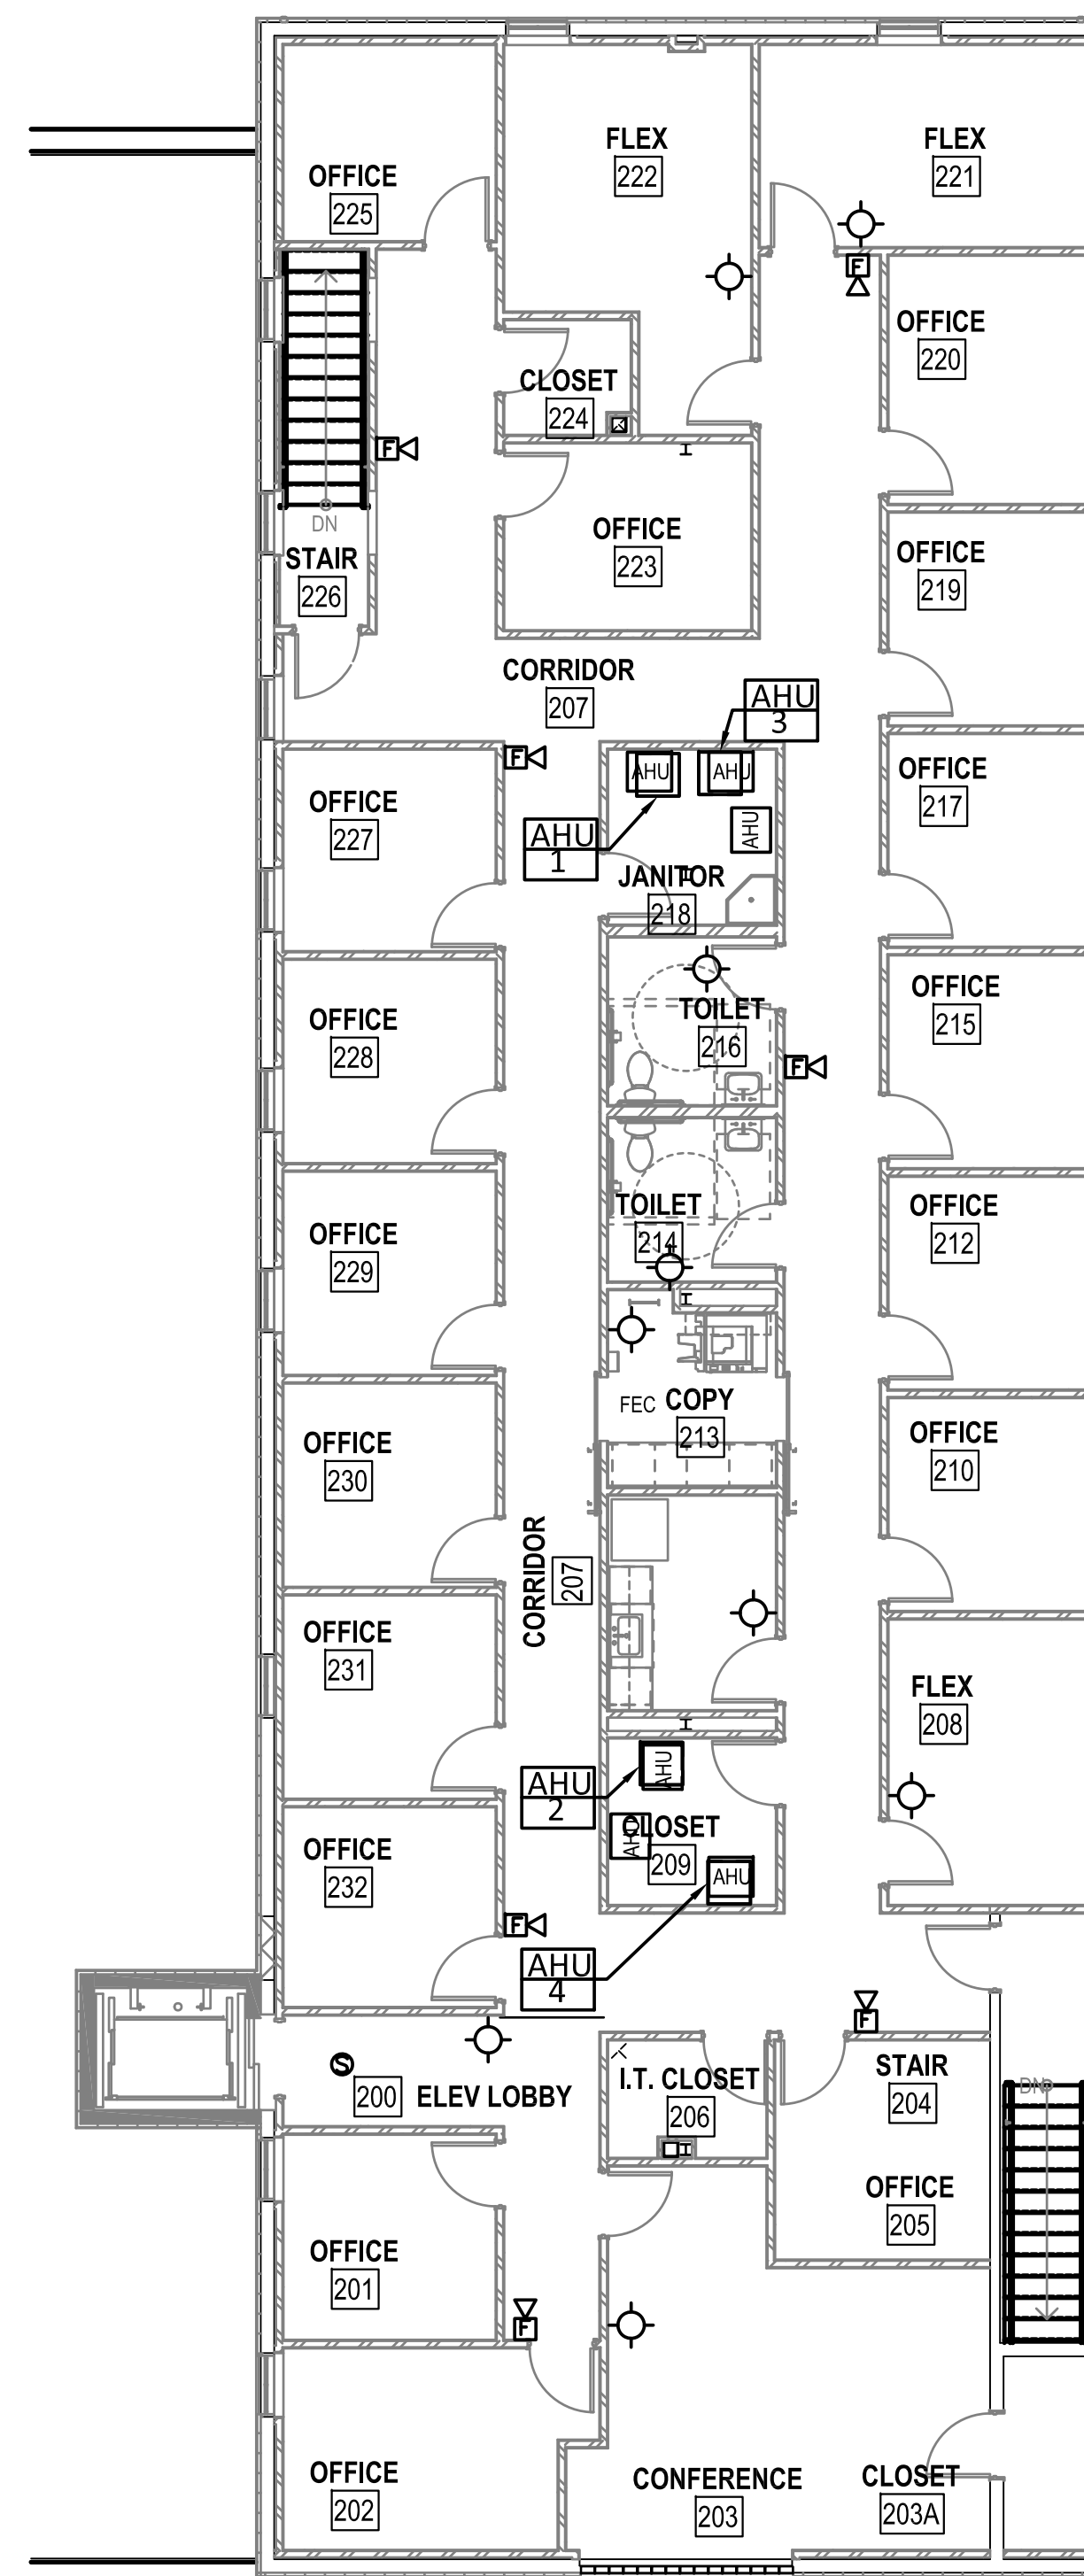 OFFICE
225
FLEX
222
FLEX
221
F
OFFICE
220
CLOSET
224
F
DN
STAIR
226
OFFICE
223
OFFICE
219
CORRIDOR
207
AHU
3
AHU
AHU
AHU
F
AHU
1
OFFICE
227
JANITOR
218
OFFICE
217
OFFICE
228
TOILET
216
OFFICE
215
F
OFFICE
229
TOILET
214
OFFICE
212
FEC
COPY
213
OFFICE
230
OFFICE
210
CORRIDOR
207
OFFICE
231
FLEX
208
AHU
2
AHU
AHU
CLOSET
209
AHU
OFFICE
232
F
AHU
4
F
S
200
ELEV LOBBY
I.T. CLOSET
206
STAIR
204
DN
OFFICE
205
OFFICE
201
F
OFFICE
202
CONFERENCE
203
CLOSET
203A